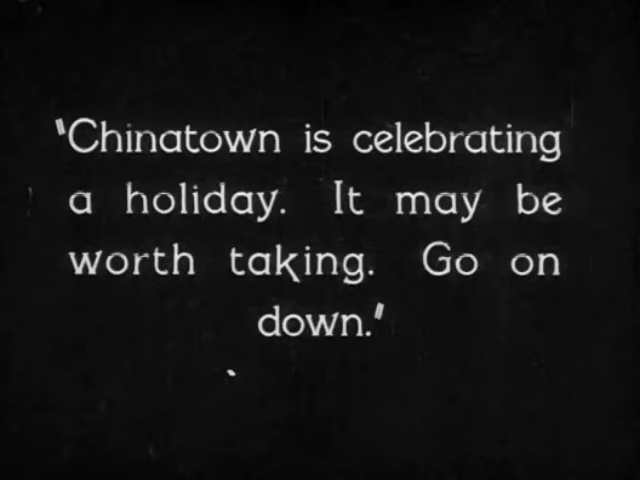 "Chinatown is celebrating
a holiday. It may be
worth taking. Go on
down."